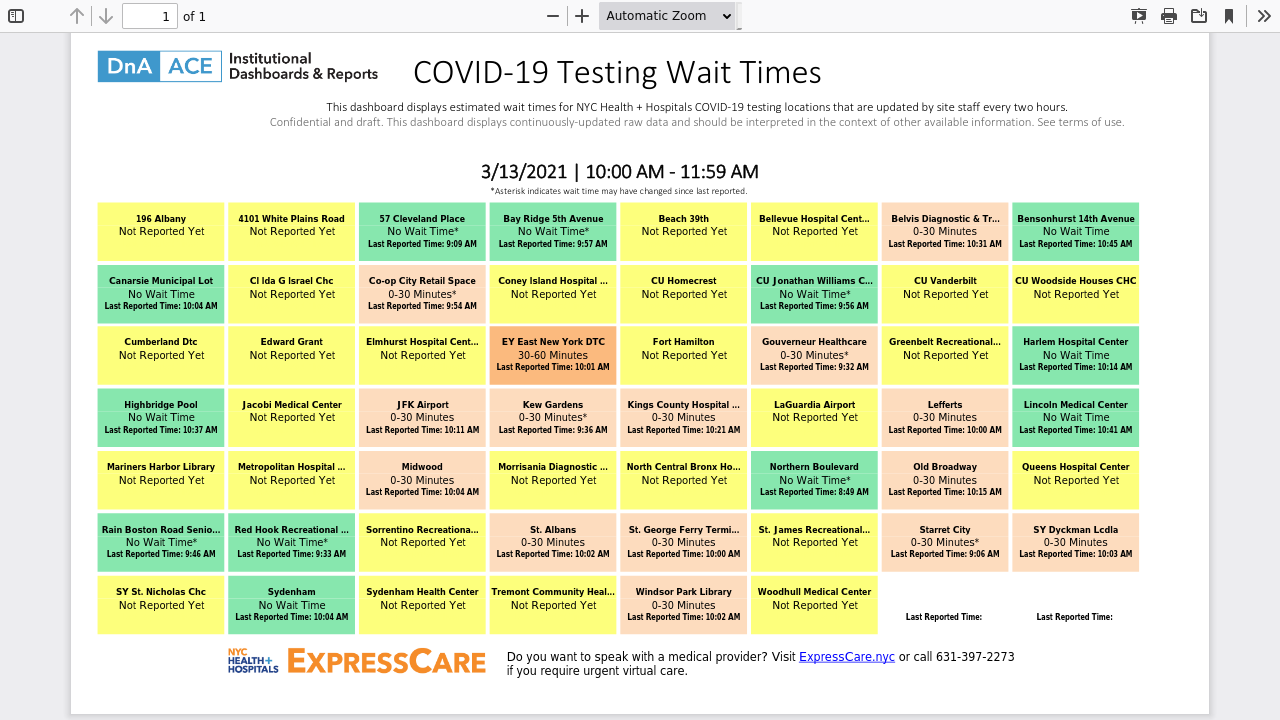 1 of 1 Automatic Zoom
DnA ACE Institutional
Dashboards & Reports
COVID-19 Testing Wait Times
This dashboard displays estimated wait times for NYC Health + Hospitals COVID-19 testing locations that are updated by site staff every two hours.
Confidential and draft. This dashboard displays continuously-updated raw data and should be interpreted in the context of other available information. See terms of use.
3/13/2021 | 10:00 AM - 11:59 AM
*Asterisk indicates wait time may have changed since last reported.
196 Albany
Not Reported Yet
4101 White Plains Road
Not Reported Yet
57 Cleveland Place
No Wait Time*
Last Reported Time: 9:09 AM
Bay Ridge 5th Avenue
No Wait Time*
Last Reported Time: 9:57 AM
Beach 39th
Not Reported Yet
Bellevue Hospital Cent...
Not Reported Yet
Belvis Diagnostic & Tr...
0-30 Minutes
Last Reported Time: 10:31 AM
Bensonhurst 14th Avenue
No Wait Time
Last Reported Time: 10:45 AM
Canarsie Municipal Lot
No Wait Time
Last Reported Time: 10:04 AM
CI Ida G Israel Chc
Not Reported Yet
Co-op City Retail Space
0-30 Minutes*
Last Reported Time: 9:54 AM
Coney Island Hospital ...
Not Reported Yet
CU Homecrest
Not Reported Yet
CU Jonathan Williams C...
No Wait Time*
Last Reported Time: 9:56 AM
CU Vanderbilt
Not Reported Yet
CU Woodside Houses CHC
Not Reported Yet
Cumberland Dtc
Not Reported Yet
Edward Grant
Not Reported Yet
Elmhurst Hospital Cent...
Not Reported Yet
EY East New York DTC
30-60 Minutes
Last Reported Time: 10:01 AM
Fort Hamilton
Not Reported Yet
Gouverneur Healthcare
0-30 Minutes*
Last Reported Time: 9:32 AM
Greenbelt Recreational...
Not Reported Yet
Harlem Hospital Center
No Wait Time
Last Reported Time: 10:14 AM
Highbridge Pool
No Wait Time
Last Reported Time: 10:37 AM
Jacobi Medical Center
Not Reported Yet
JFK Airport
0-30 Minutes
Last Reported Time: 10:11 AM
Kew Gardens
0-30 Minutes*
Last Reported Time: 9:36 AM
Kings County Hospital ...
0-30 Minutes
Last Reported Time: 10:21 AM
LaGuardia Airport
Not Reported Yet
Lefferts
0-30 Minutes
Last Reported Time: 10:00 AM
Lincoln Medical Center
No Wait Time
Last Reported Time: 10:41 AM
Mariners Harbor Library
Not Reported Yet
Metropolitan Hospital ...
Not Reported Yet
Midwood
0-30 Minutes
Last Reported Time: 10:04 AM
Morrisania Diagnostic ...
Not Reported Yet
North Central Bronx Ho...
Not Reported Yet
Northern Boulevard
No Wait Time*
Last Reported Time: 8:49 AM
Old Broadway
0-30 Minutes
Last Reported Time: 10:15 AM
Queens Hospital Center
Not Reported Yet
Rain Boston Road Senio...
No Wait Time*
Last Reported Time: 9:46 AM
Red Hook Recreational ...
No Wait Time*
Last Reported Time: 9:33 AM
Sorrentino Recreationa...
Not Reported Yet
St. Albans
0-30 Minutes
Last Reported Time: 10:02 AM
St. George Ferry Termi...
0-30 Minutes
Last Reported Time: 10:00 AM
St. James Recreational...
Not Reported Yet
Starret City
0-30 Minutes*
Last Reported Time: 9:06 AM
SY Dyckman Lcdla
0-30 Minutes
Last Reported Time: 10:03 AM
SY St. Nicholas Chc
Not Reported Yet
Sydenham
No Wait Time
Last Reported Time: 10:04 AM
Sydenham Health Center
Not Reported Yet
Tremont Community Heal...
Not Reported Yet
Windsor Park Library
0-30 Minutes
Last Reported Time: 10:02 AM
Woodhull Medical Center
Not Reported Yet
Last Reported Time:
Last Reported Time:
NYC
HEALTH+
HOSPITALS
EXPRESSCARE
Do you want to speak with a medical provider? Visit ExpressCare.nyc or call 631-397-2273
if you require urgent virtual care.